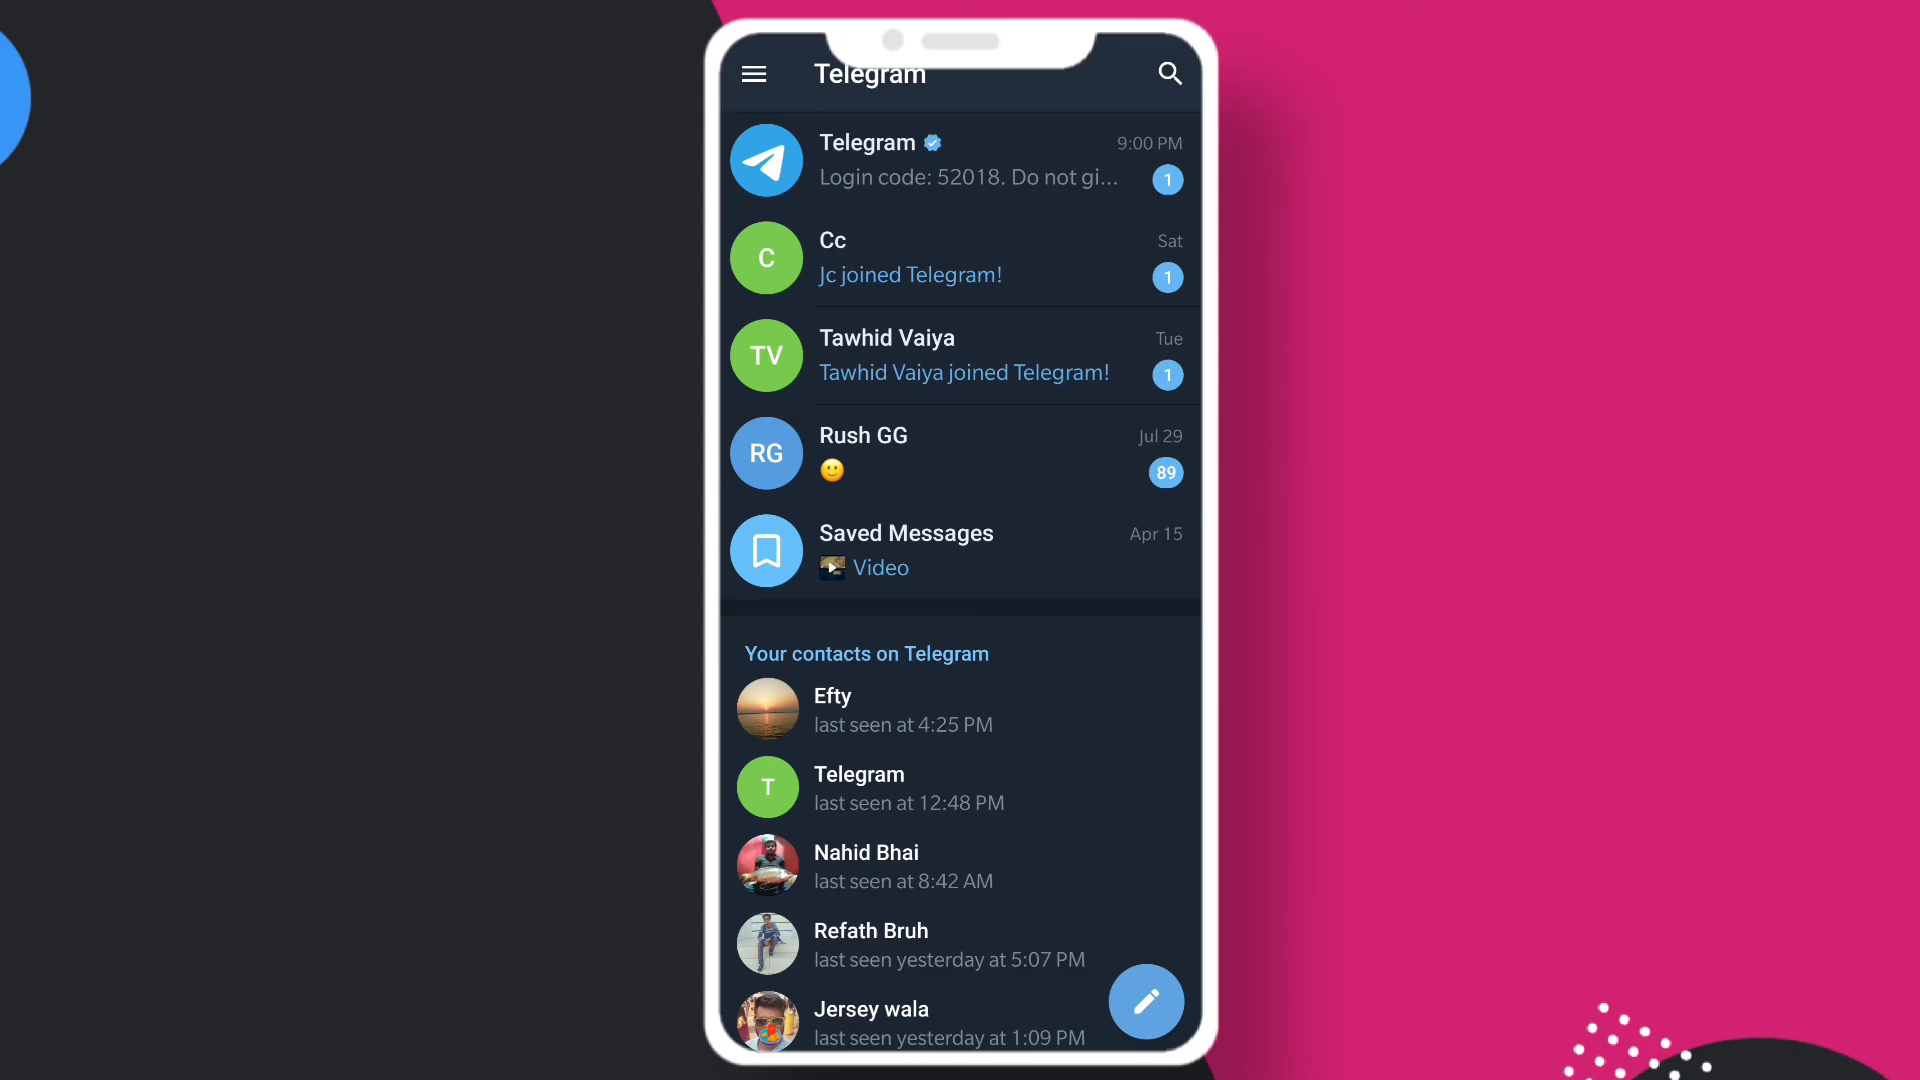 Telegram
Telegram 9:00 PM
Login code: 52018. Do not gi... 1
C Cc Sat
Jc joined Telegram! 1
TV Tawhid Vaiya Tue
Tawhid Vaiya joined Telegram! 1
RG Rush GG Jul 29
🙂 89
Saved Messages Apr 15
Video
Your contacts on Telegram
Efty
last seen at 4:25 PM
T Telegram
last seen at 12:48 PM
Nahid Bhai
last seen at 8:42 AM
Refath Bruh
last seen yesterday at 5:07 PM
Jersey wala
last seen yesterday at 1:09 PM